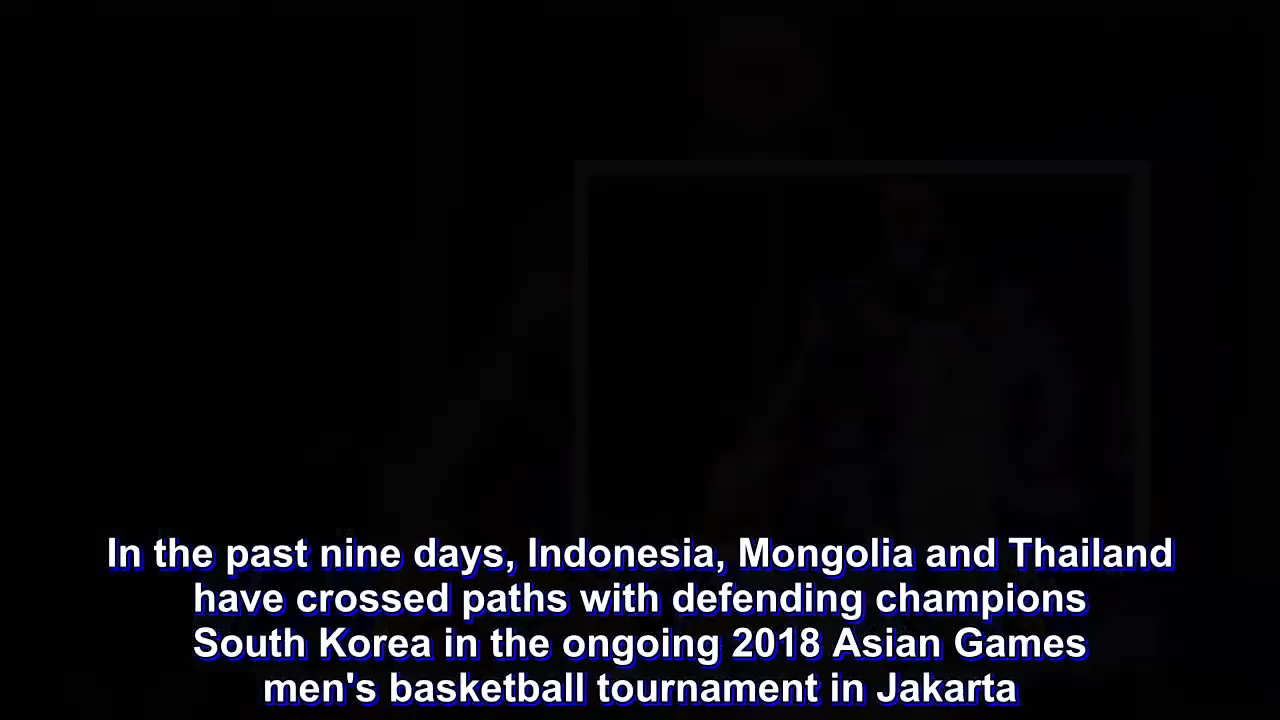 In the past nine days, Indonesia, Mongolia and Thailand
have crossed paths with defending champions
South Korea in the ongoing 2018 Asian Games
men's basketball tournament in Jakarta